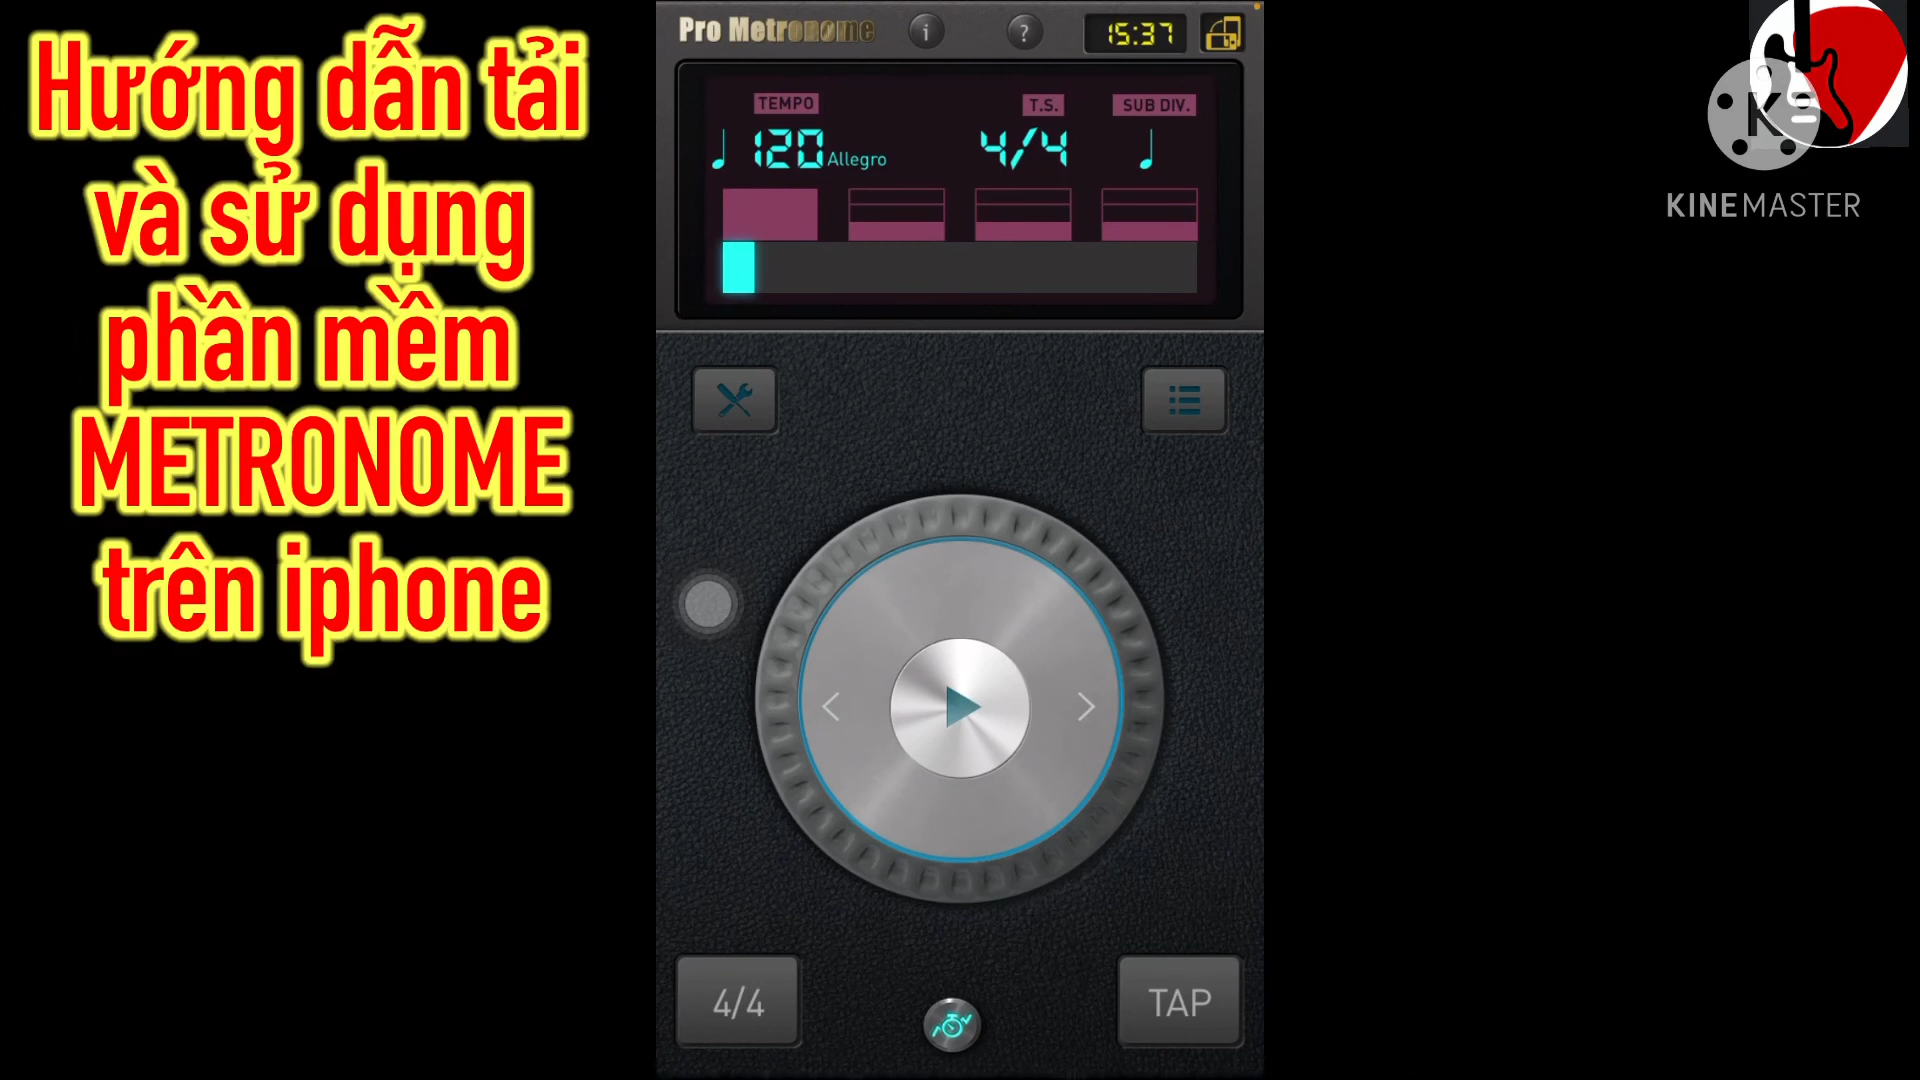 Hướng dẫn tải
và sử dụng
phần mềm
METRONOME
trên iphone
Pro Metronome
i
?
15:37
TEMPO
T.S.
SUB DIV.
120 Allegro
4/4
4/4
TAP
K
KINEMASTER